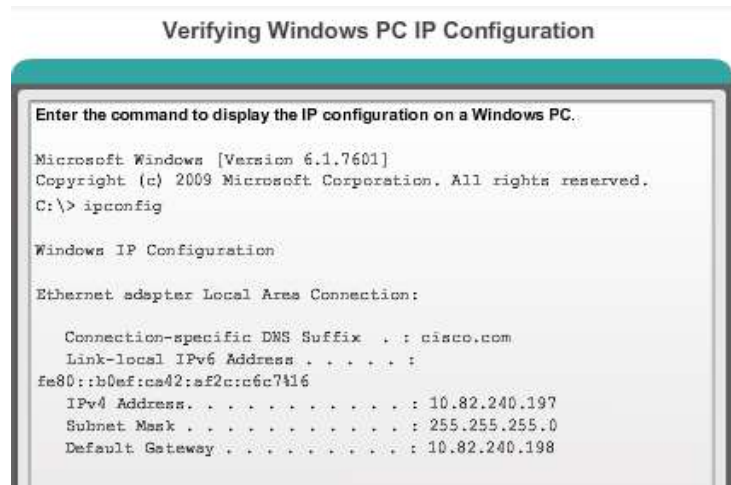 Verifying Windows PC IP Configuration
Enter the command to display the IP configuration on a Windows PC.
Microsoft Windows [Version 6.1.7601]
Copyright (c) 2009 Microsoft Corporation. All rights reserved.
C:\> ipconfig
Windows IP Configuration
Ethernet adapter Local Area Connection:
Connection-specific DNS Suffix . : cisco.com
Link-local IPv6 Address . . . . . :
fe80::b0ef:ca42:af2c:c6c7%16
IPv4 Address. . . . . . . . . . . : 10.82.240.197
Subnet Mask . . . . . . . . . . . : 255.255.255.0
Default Gateway . . . . . . . . . : 10.82.240.198